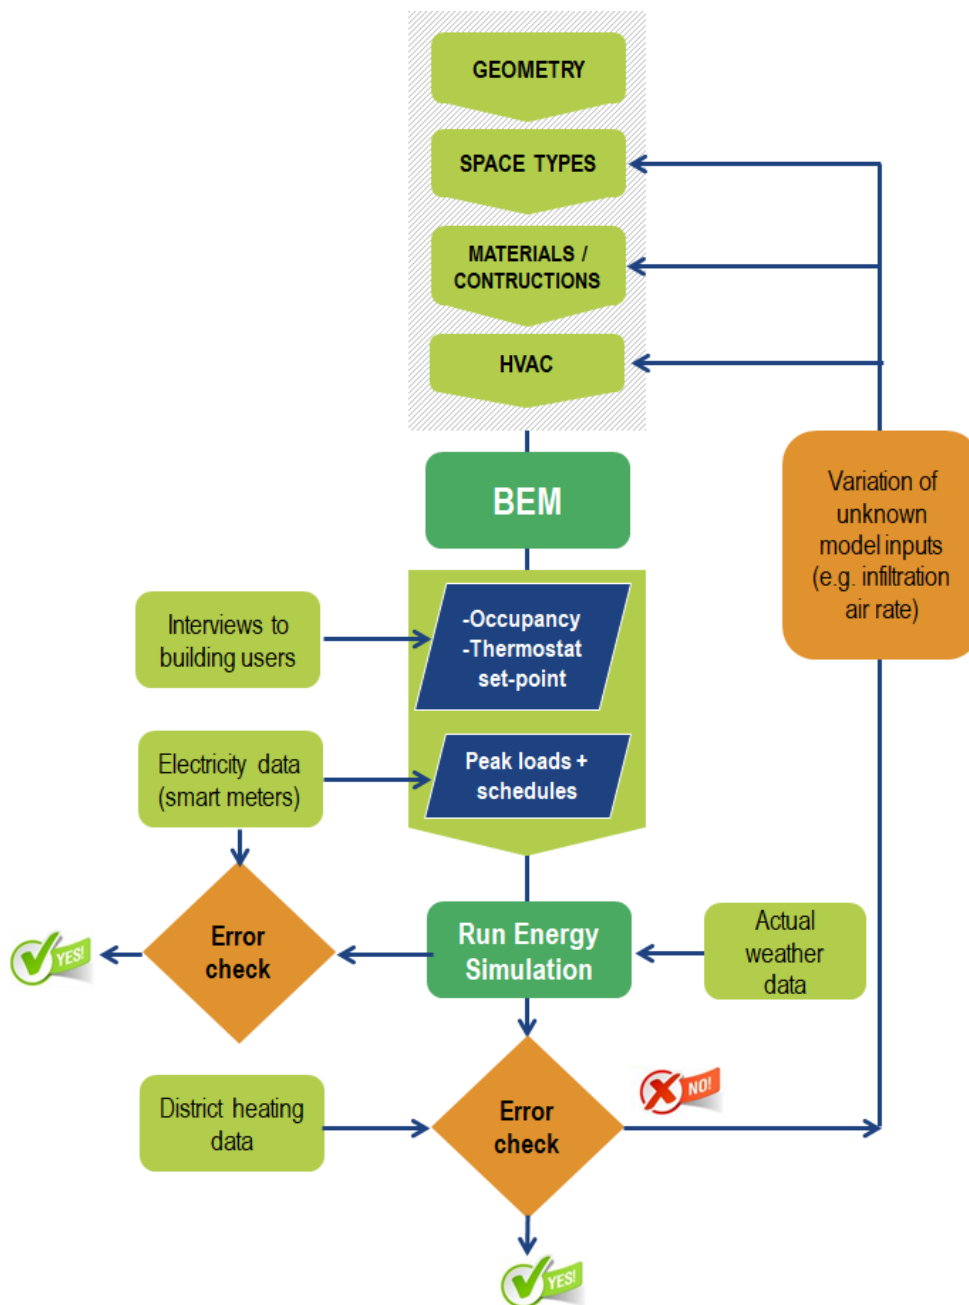 GEOMETRY
SPACE TYPES
MATERIALS /
CONTRUCTIONS
HVAC
BEM
Variation of
unknown
model inputs
(e.g. infiltration
air rate)
Interviews to
building users
-Occupancy
-Thermostat
set-point
Electricity data
(smart meters)
Peak loads +
schedules
Error
check
YES!
Run Energy
Simulation
Actual
weather
data
District heating
data
Error
check
NO!
YES!